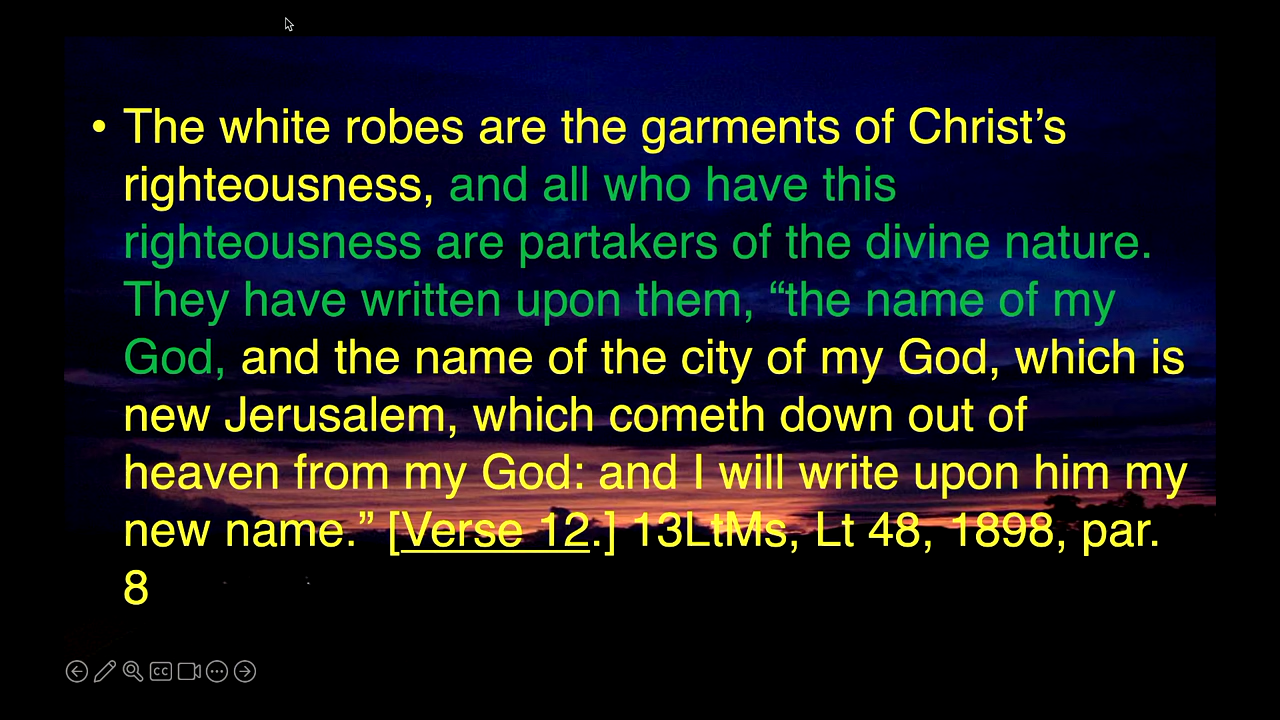 • The white robes are the garments of Christ’s
righteousness, and all who have this
righteousness are partakers of the divine nature.
They have written upon them, “the name of my
God, and the name of the city of my God, which is
new Jerusalem, which cometh down out of
heaven from my God: and I will write upon him my
new name.” [Verse 12.] 13LtMs, Lt 48, 1898, par.
8
CC